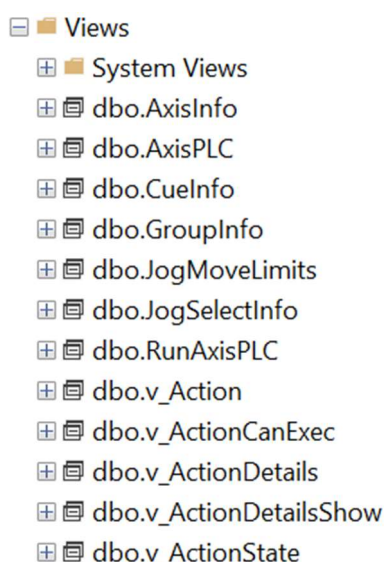 Views
System Views
dbo.AxisInfo
dbo.AxisPLC
dbo.CueInfo
dbo.GroupInfo
dbo.JogMoveLimits
dbo.JogSelectInfo
dbo.RunAxisPLC
dbo.v_Action
dbo.v_ActionCanExec
dbo.v_ActionDetails
dbo.v_ActionDetailsShow
dbo.v_ActionState